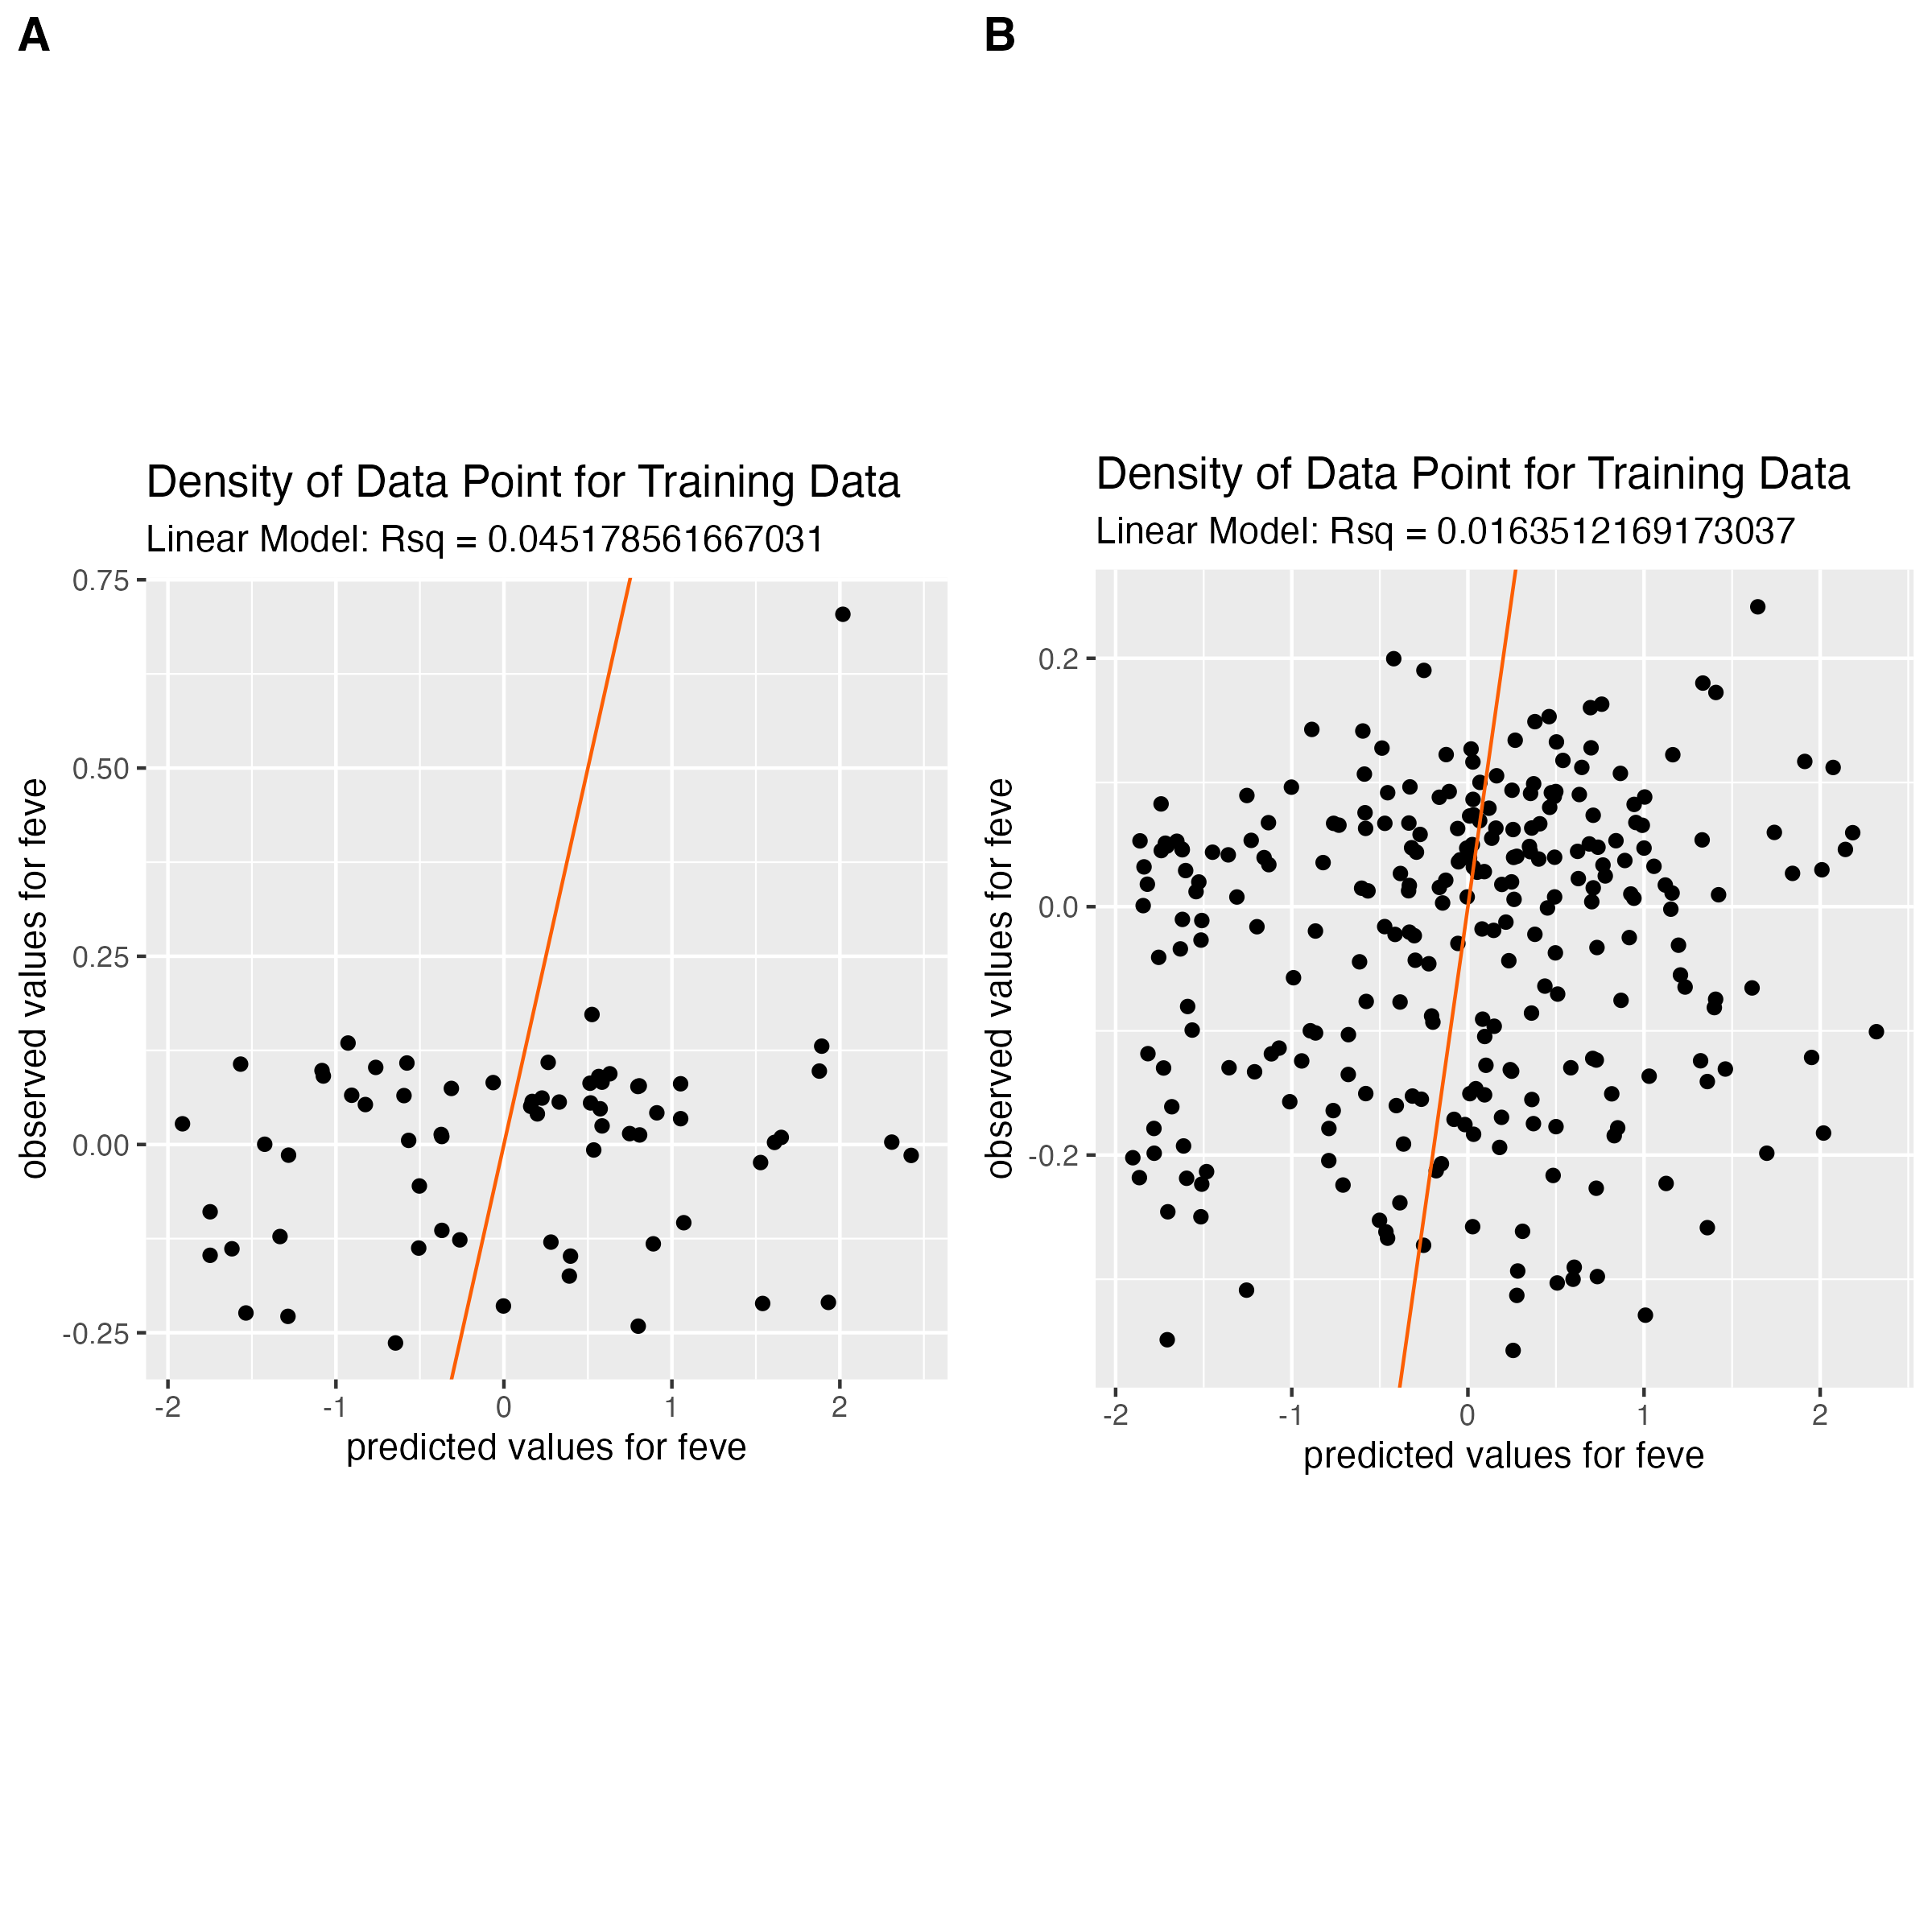 A
Density of Data Point for Training Data
Linear Model: Rsq = 0.045178561667031
0.75
0.50
0.25
0.00
-0.25
observed values for feve
-2 -1 0 1 2
predicted values for feve
B
Density of Data Point for Training Data
Linear Model: Rsq = 0.0163512169173037
0.2
0.0
-0.2
observed values for feve
-2 -1 0 1 2
predicted values for feve